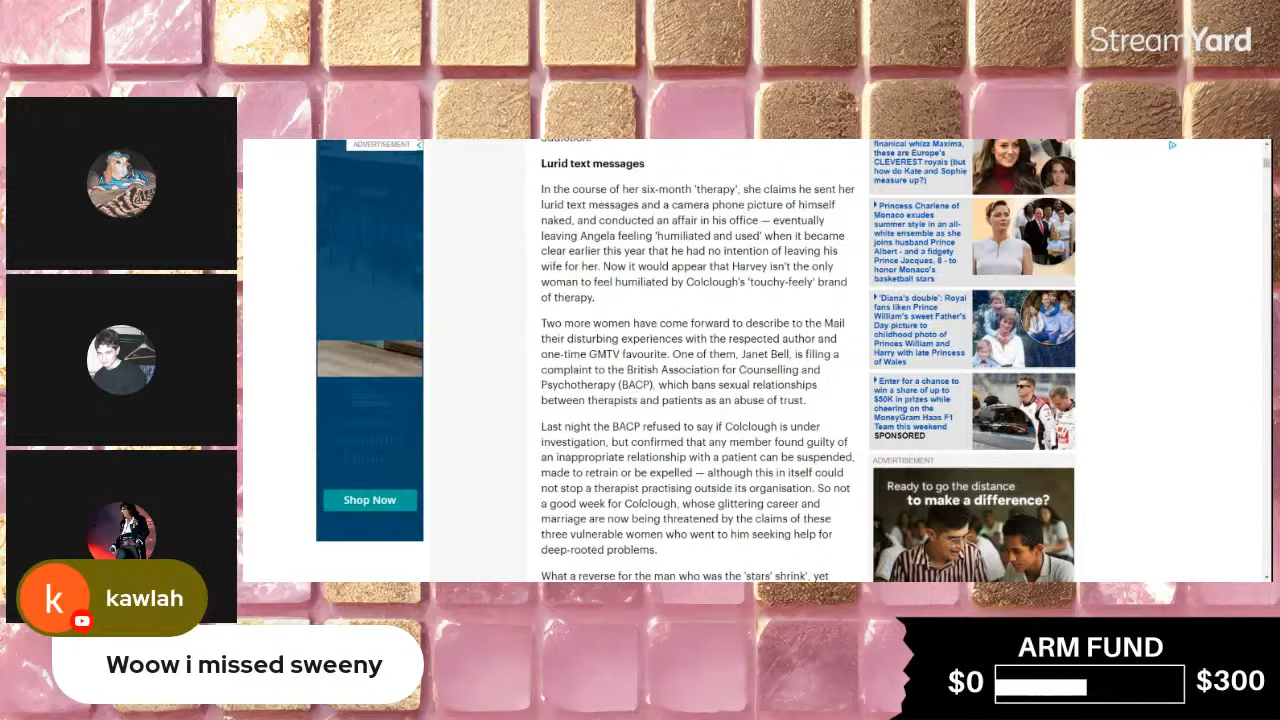 StreamYard
ADVERTISEMENT
Lurid text messages
In the course of her six-month 'therapy', she claims he sent her
lurid text messages and a camera phone picture of himself
naked, and conducted an affair in his office — eventually
leaving Angela feeling 'humiliated and used' when it became
clear earlier this year that he had no intention of leaving his
wife for her. Now it would appear that Harvey isn't the only
woman to feel humiliated by Colclough's 'touchy-feely' brand
of therapy.
Two more women have come forward to describe to the Mail
their disturbing experiences with the respected author and
one-time GMTV favourite. One of them, Janet Bell, is filing a
complaint to the British Association for Counselling and
Psychotherapy (BACP), which bans sexual relationships
between therapists and patients as an abuse of trust.
Last night the BACP refused to say if Colclough is under
investigation, but confirmed that any member found guilty of
an inappropriate relationship with a patient can be suspended,
made to retrain or be expelled — although this in itself could
not stop a therapist practising outside its organisation. So not
a good week for Colclough, whose glittering career and
marriage are now being threatened by the claims of these
three vulnerable women who went to him seeking help for
deep-rooted problems.
What a reverse for the man who was the 'stars' shrink', yet
finanical whizz Maxima,
these are Europe's
CLEVEREST royals (but
how do Kate and Sophie
measure up?)
Princess Charlene of
Monaco exudes
summer style in an all-
white ensemble as she
joins husband Prince
Albert - and a fidgety
Prince Jacques, 8 - to
honor Monaco's
basketball stars
'Diana's double': Royal
fans liken Prince
William's sweet Father's
Day picture to
childhood photo of
Princes William and
Harry with late Princess
of Wales
Enter for a chance to
win a share of up to
$50K in prizes while
cheering on the
MoneyGram Haas F1
Team this weekend
SPONSORED
ADVERTISEMENT
Ready to go the distance
to make a difference?
Shop Now
k
kawlah
Woow i missed sweeny
ARM FUND
$0
$300